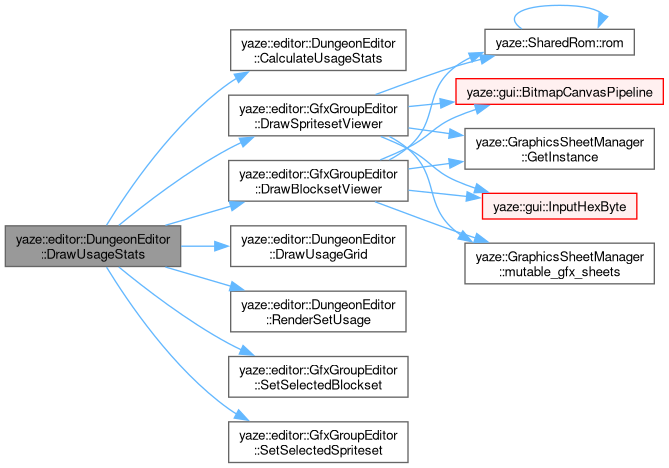 yaze::editor::DungeonEditor
::DrawUsageStats
yaze::editor::DungeonEditor
::CalculateUsageStats
yaze::editor::GfxGroupEditor
::DrawSpritesetViewer
yaze::editor::GfxGroupEditor
::DrawBlocksetViewer
yaze::editor::DungeonEditor
::DrawUsageGrid
yaze::editor::DungeonEditor
::RenderSetUsage
yaze::editor::GfxGroupEditor
::SetSelectedBlockset
yaze::editor::GfxGroupEditor
::SetSelectedSpriteset
yaze::SharedRom::rom
yaze::gui::BitmapCanvasPipeline
yaze::GraphicsSheetManager
::GetInstance
yaze::gui::InputHexByte
yaze::GraphicsSheetManager
::mutable_gfx_sheets